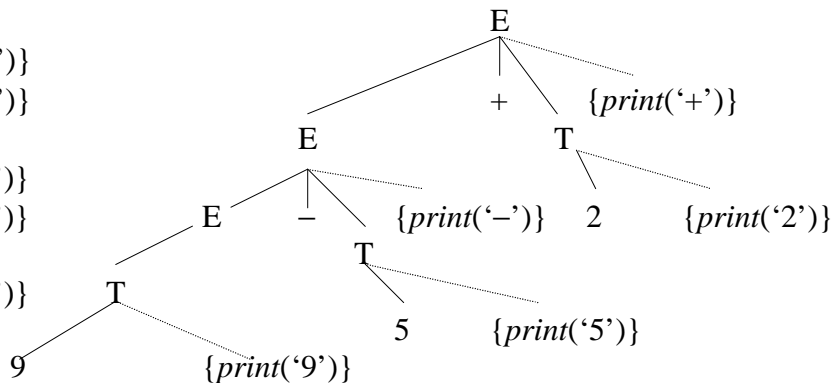 E
’)}
’)} + {print(‘+’)}
E T
’)}
’)} E – {print(‘–’)} 2 {print(‘2’)}
T
’)} T
5 {print(‘5’)}
9 {print(‘9’)}